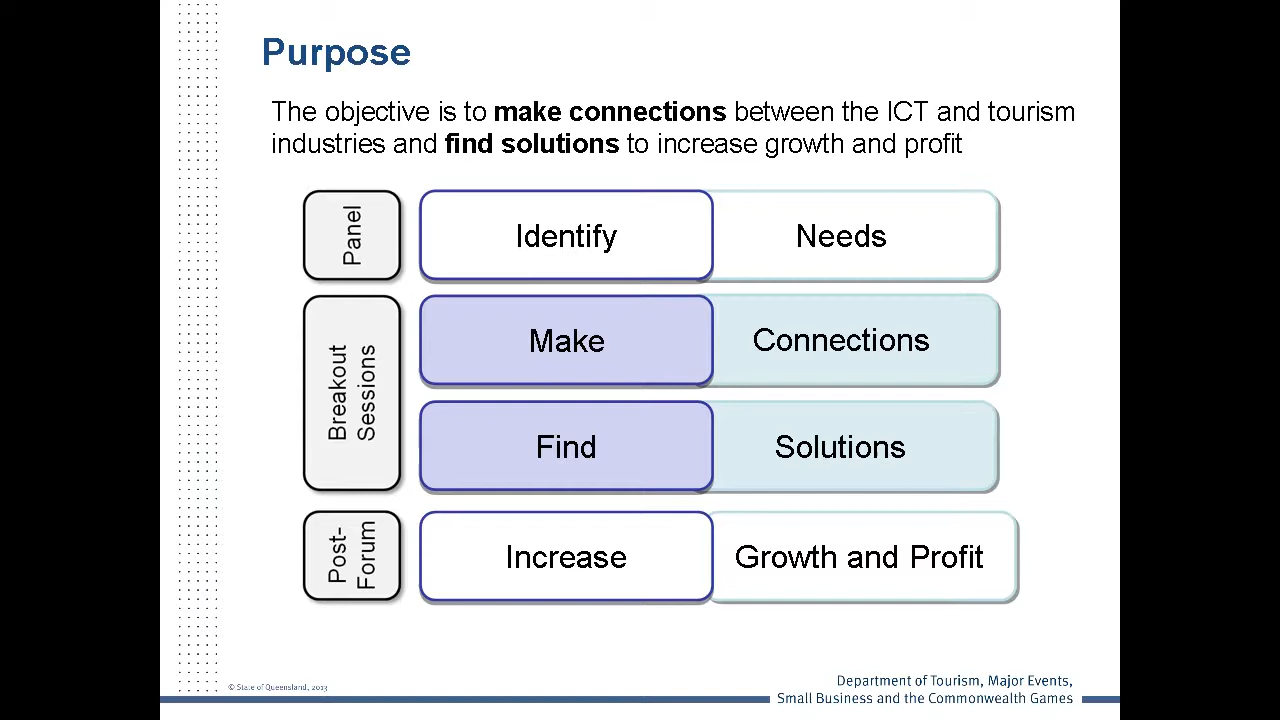 Purpose
The objective is to make connections between the ICT and tourism
industries and find solutions to increase growth and profit
Panel
Identify
Needs
Breakout
Sessions
Make
Connections
Find
Solutions
Post-
Forum
Increase
Growth and Profit
© State of Queensland, 2013
Department of Tourism, Major Events,
Small Business and the Commonwealth Games